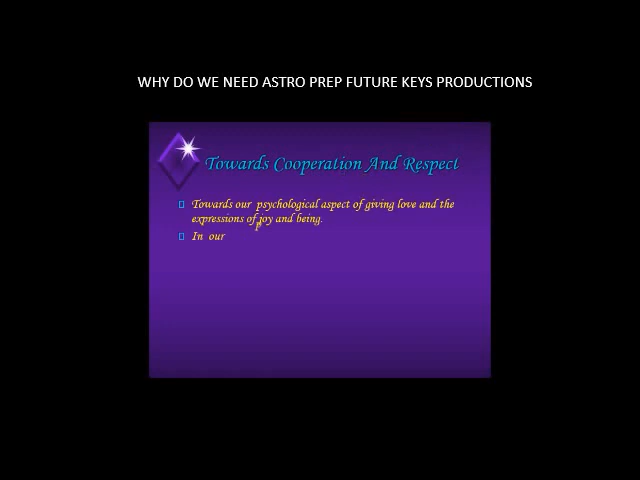 WHY DO WE NEED ASTRO PREP FUTURE KEYS PRODUCTIONS
Towards Cooperation And Respect
Towards our psychological aspect of giving love and the
expressions of joy and being.
In our
p